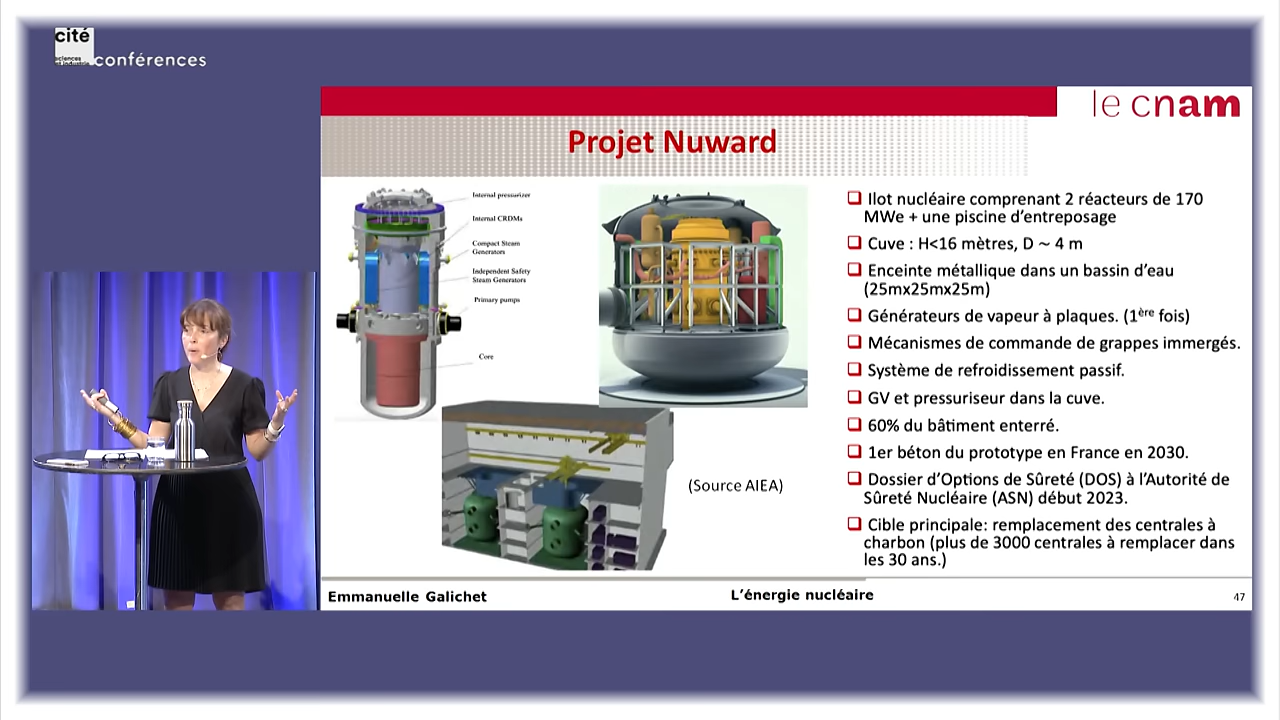 cité
sciences
et industrie
conférences
le cnam
Projet Nuward
Internal pressurizer
Internal CRDMs
Compact Steam
Generators
Independent Safety
Steam Generators
Primary pumps
Core
(Source AIEA)
❑ Ilot nucléaire comprenant 2 réacteurs de 170
MWe + une piscine d’entreposage
❑ Cuve : H<16 mètres, D ~ 4 m
❑ Enceinte métallique dans un bassin d’eau
(25mx25mx25m)
❑ Générateurs de vapeur à plaques. (1ère fois)
❑ Mécanismes de commande de grappes immergés.
❑ Système de refroidissement passif.
❑ GV et pressuriseur dans la cuve.
❑ 60% du bâtiment enterré.
❑ 1er béton du prototype en France en 2030.
❑ Dossier d’Options de Sûreté (DOS) à l’Autorité de
Sûreté Nucléaire (ASN) début 2023.
❑ Cible principale: remplacement des centrales à
charbon (plus de 3000 centrales à remplacer dans
les 30 ans.)
Emmanuelle Galichet
L’énergie nucléaire
47